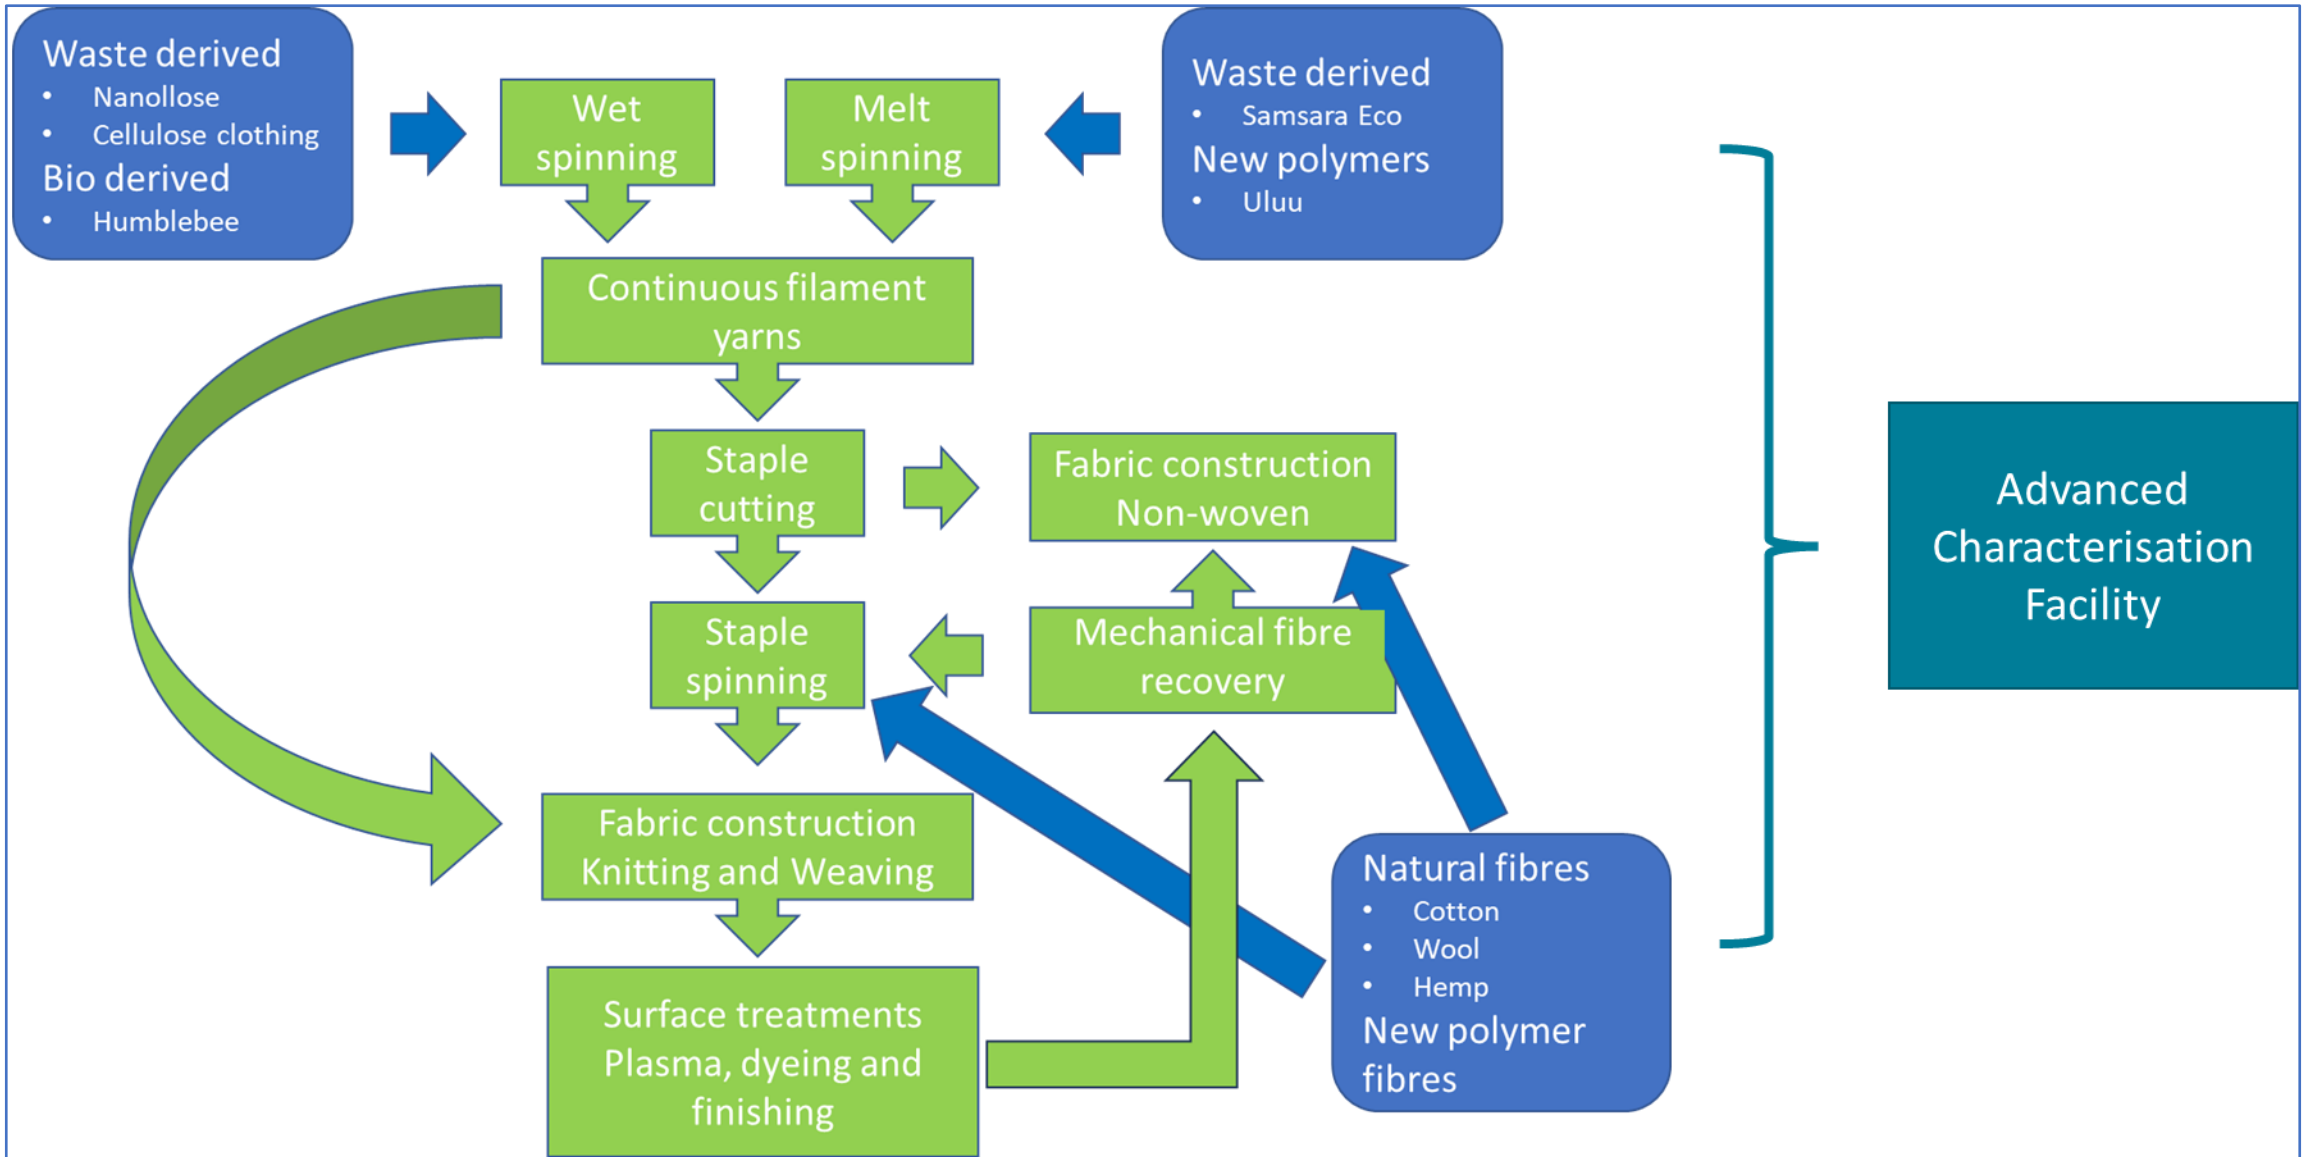 Waste derived
• Nanollose
• Cellulose clothing
Bio derived
• Humblebee
Wet
spinning
Melt
spinning
Waste derived
• Samsara Eco
New polymers
• Uluu
Continuous filament
yarns
Staple
cutting
Fabric construction
Non-woven
Staple
spinning
Mechanical fibre
recovery
Fabric construction
Knitting and Weaving
Surface treatments
Plasma, dyeing and
finishing
Natural fibres
• Cotton
• Wool
• Hemp
New polymer
fibres
Advanced
Characterisation
Facility